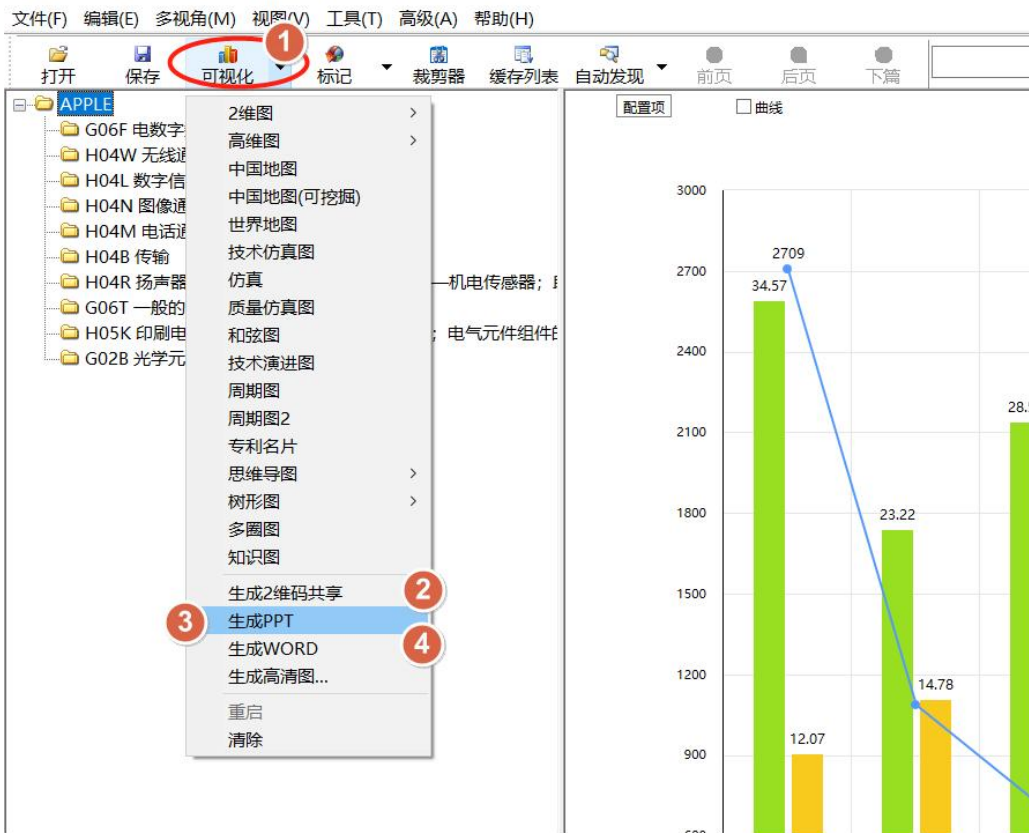 文件(F) 编辑(E) 多视角(M) 视图(V) 工具(T) 高级(A) 帮助(H)
1
打开 保存 可视化 标记 裁剪器 缓存列表 自动发现 前页 后页 下篇
APPLE
G06F 电数字
H04W 无线通
H04L 数字信
H04N 图像通
H04M 电话通
H04B 传输
H04R 扬声器 —机电传感器；
G06T 一般的
H05K 印刷电 ；电气元件组件的
G02B 光学元
2维图
高维图
中国地图
中国地图(可挖掘)
世界地图
技术仿真图
仿真
质量仿真图
和弦图
技术演进图
周期图
周期图2
专利名片
思维导图
树形图
多圈图
知识图
生成2维码共享 2
3 生成PPT
生成WORD 4
生成高清图...
重启
清除
配置项 曲线
3000
2709
2700
34.57
2400
28.
2100
1800
23.22
1500
1200
14.78
12.07
900